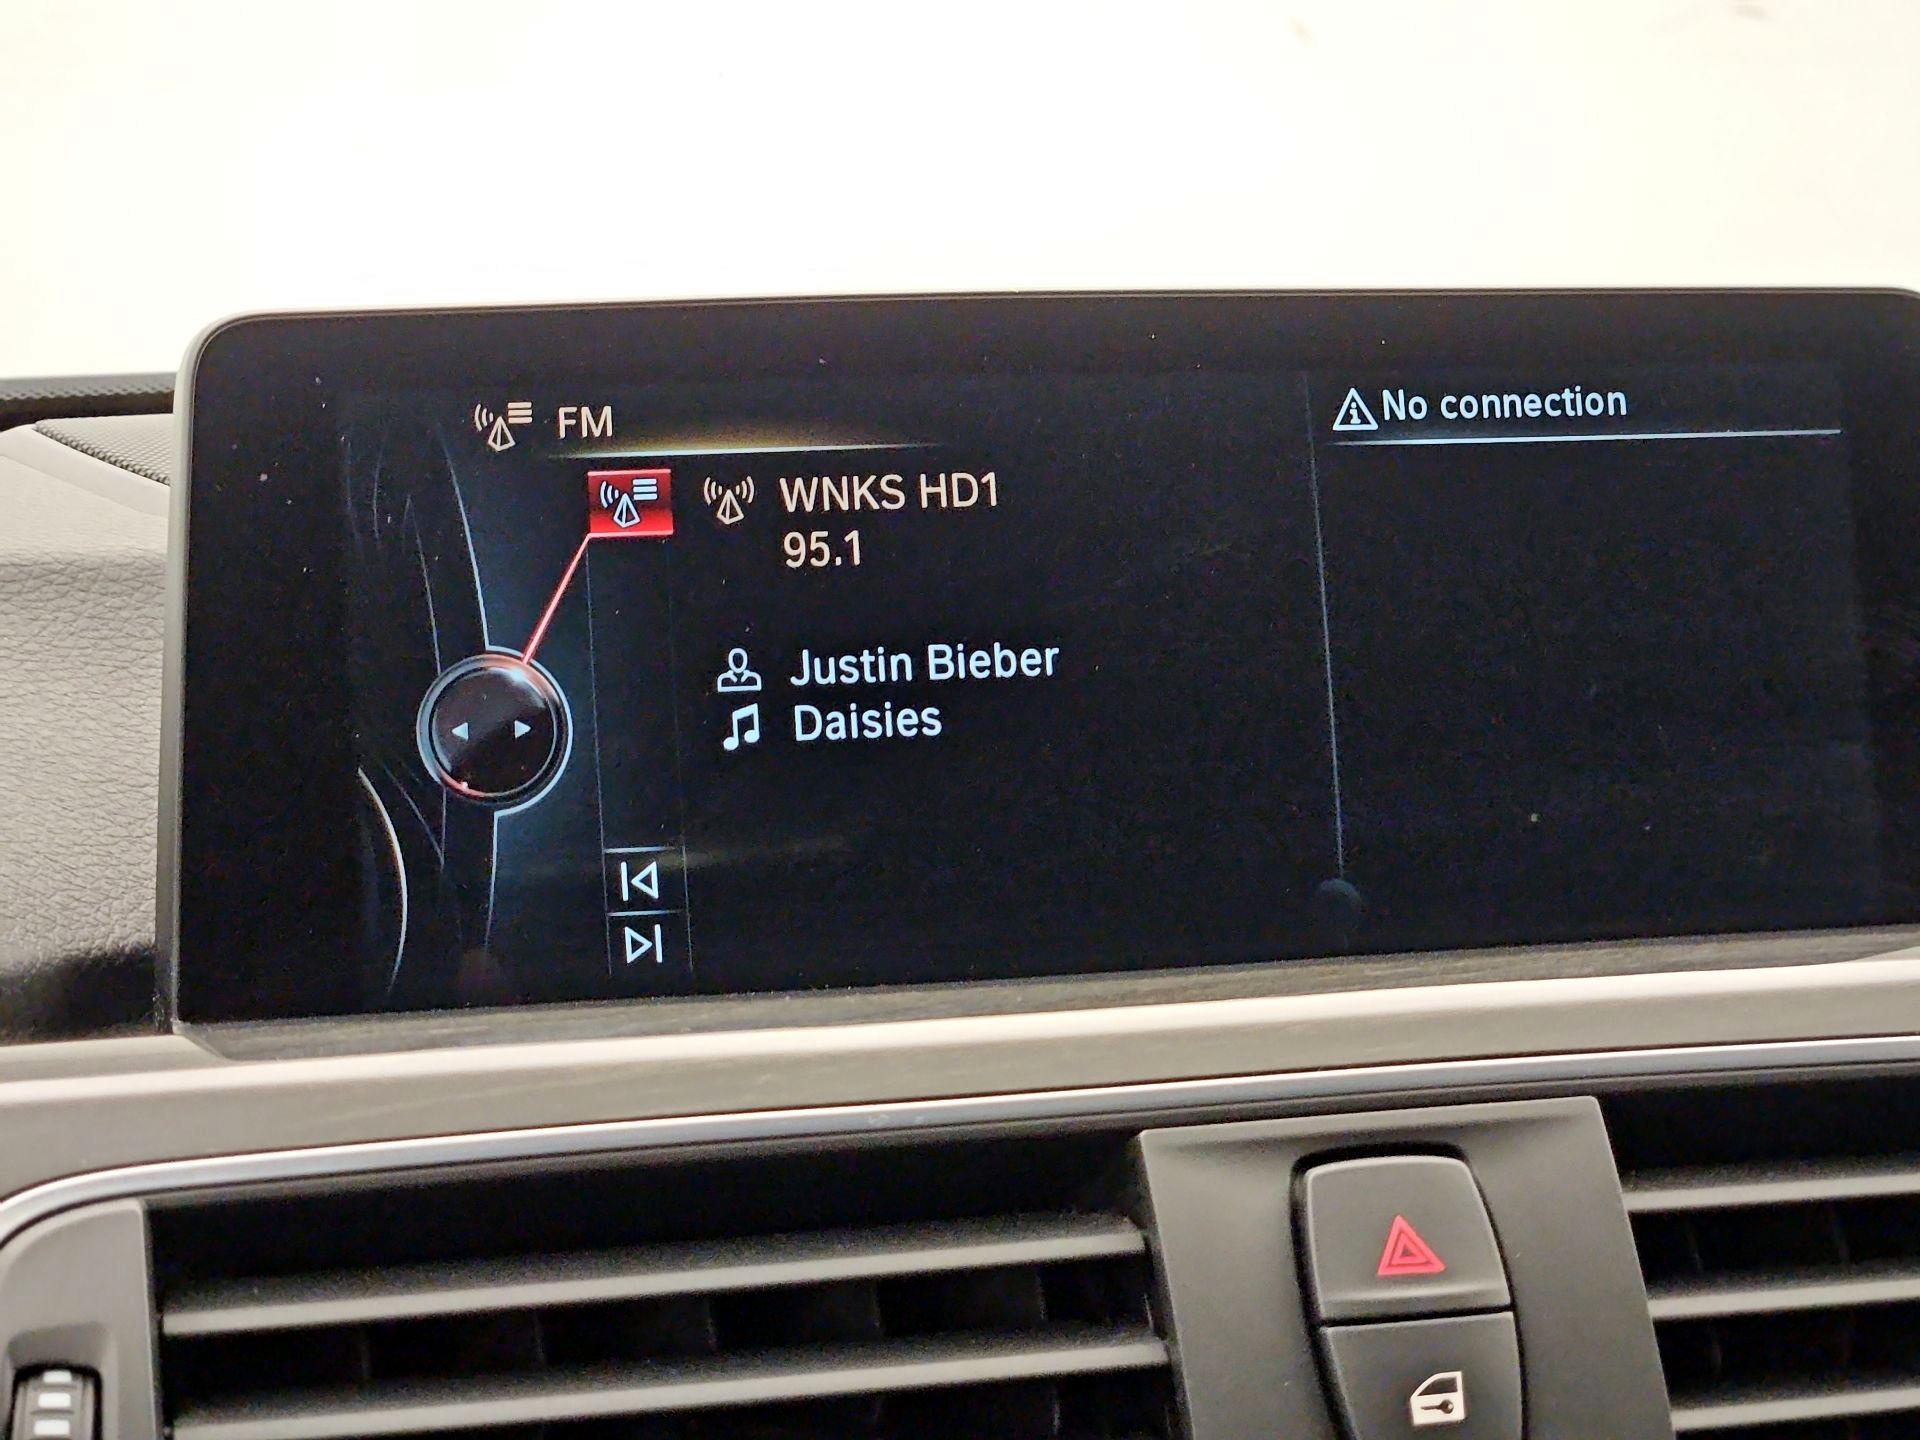 FM
WNKS HD1
95.1
Justin Bieber
Daisies
No connection